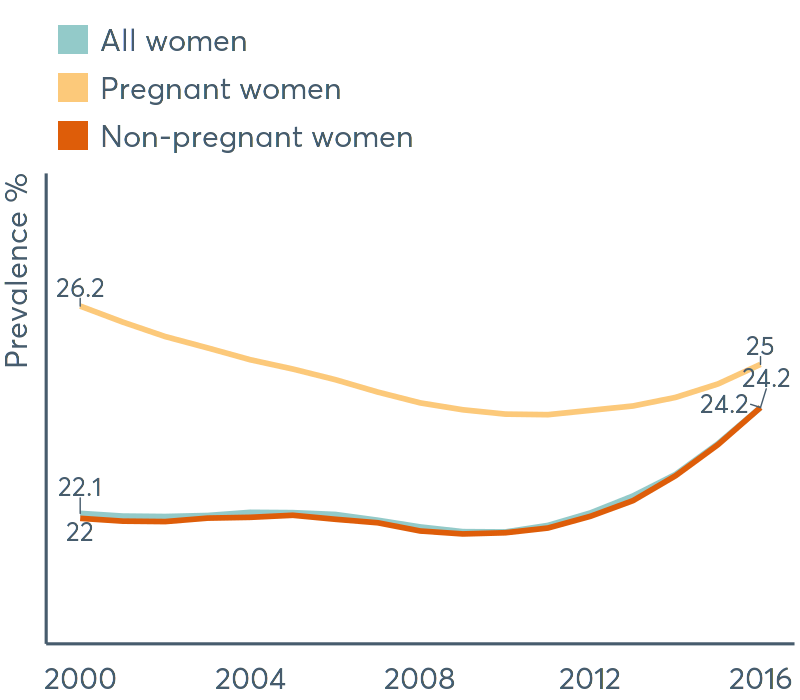 All women
Pregnant women
Non-pregnant women
Prevalence %
26.2
25
24.2
24.2
22.1
22
2000 2004 2008 2012 2016